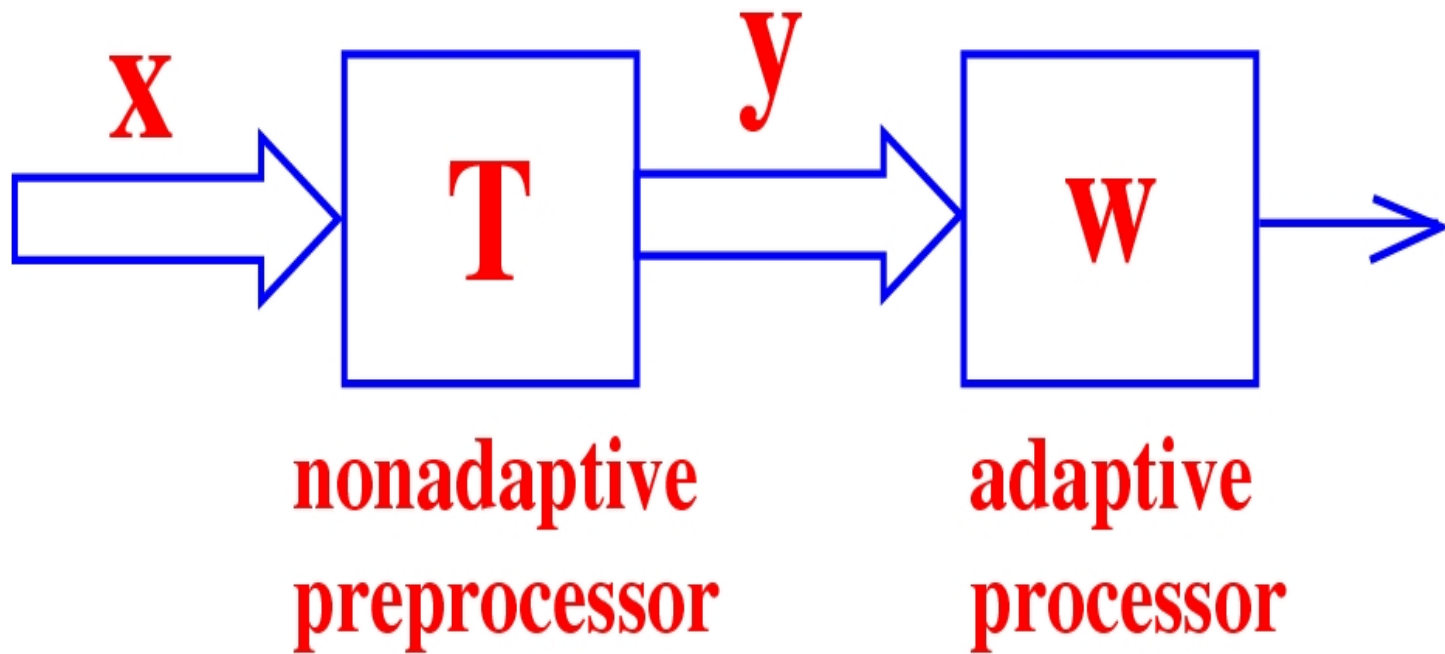 x
y
T
w
nonadaptive
preprocessor
adaptive
processor